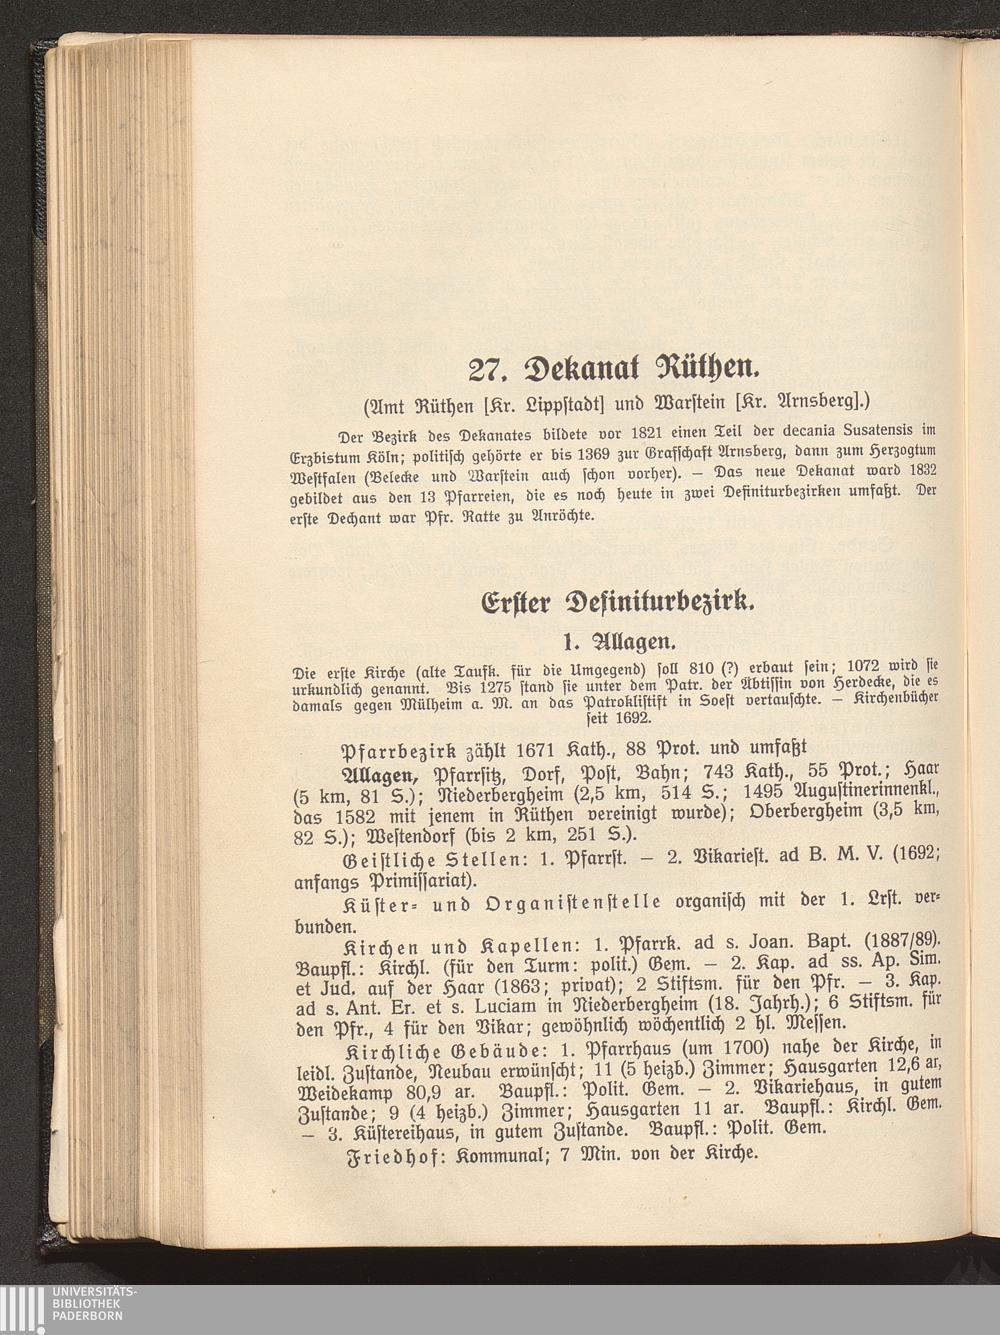 27. Dekanat Rüthen.
(Amt Rüthen [Kr. Lippstadt] und Warstein [Kr. Arnsberg].)
Der Bezirk des Dekanates bildete vor 1821 einen Teil der decania Susatensis im
Erzbistum Köln; politisch gehörte er bis 1369 zur Grafschaft Arnsberg, dann zum Herzogtum
Westfalen (Belecke und Warstein auch schon vorher). — Das neue Dekanat ward 1832
gebildet aus den 13 Pfarreien, die es noch heute in zwei Definiturbezirken umfaßt. Der
erste Dechant war Pfr. Ratte zu Anröchte.
Erster Definiturbezirk.
1. Allagen.
Die erste Kirche (alte Taufk. für die Umgegend) soll 810 (?) erbaut sein; 1072 wird sie
urkundlich genannt. Bis 1275 stand sie unter dem Patr. der Äbtissin von Herdecke, die es
damals gegen Mülheim a. M. an das Patroklistift in Soest vertauschte. — Kirchenbücher
seit 1692.
Pfarrbezirk zählt 1671 Kath., 88 Prot. und umfaßt
Allagen, Pfarrsitz, Dorf, Post, Bahn; 743 Kath., 55 Prot.; Haar
(5 km, 81 S.); Niederbergheim (2,5 km, 514 S.; 1495 Augustinerinnenkl.,
das 1582 mit jenem in Rüthen vereinigt wurde); Oberbergheim (3,5 km,
82 S.); Westendorf (bis 2 km, 251 S.).
Geistliche Stellen: 1. Pfarrst. — 2. Vikariest. ad B. M. V. (1692;
anfangs Primissariat).
Küster- und Organistenstelle organisch mit der 1. Lrst. ver-
bunden.
Kirchen und Kapellen: 1. Pfarrk. ad s. Joan. Bapt. (1887/89).
Baupfl.: Kirchl. (für den Turm: polit.) Gem. — 2. Kap. ad ss. Ap. Sim.
et Jud. auf der Haar (1863; privat); 2 Stiftsm. für den Pfr. — 3. Kap.
ad s. Ant. Er. et s. Luciam in Niederbergheim (18. Jahrh.); 6 Stiftsm. für
den Pfr., 4 für den Vikar; gewöhnlich wöchentlich 2 hl. Messen.
Kirchliche Gebäude: 1. Pfarrhaus (um 1700) nahe der Kirche, in
leidl. Zustande, Neubau erwünscht; 11 (5 heizb.) Zimmer; Hausgarten 12,6 ar,
Weidekamp 80,9 ar. Baupfl.: Polit. Gem. — 2. Vikariehaus, in gutem
Zustande; 9 (4 heizb.) Zimmer; Hausgarten 11 ar. Baupfl.: Kirchl. Gem.
— 3. Küstereihaus, in gutem Zustande. Baupfl.: Polit. Gem.
Friedhof: Kommunal; 7 Min. von der Kirche.
UNIVERSITÄTS-
BIBLIOTHEK
PADERBORN